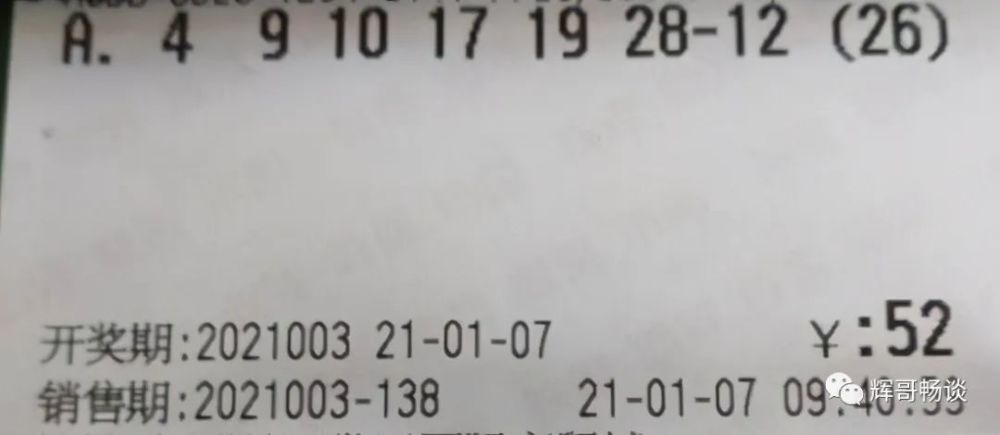 A. 4 9 10 17 19 28-12 (26)
开奖期:2021003 21-01-07 ￥:52
销售期:2021003-138 21-01-07
辉哥畅谈